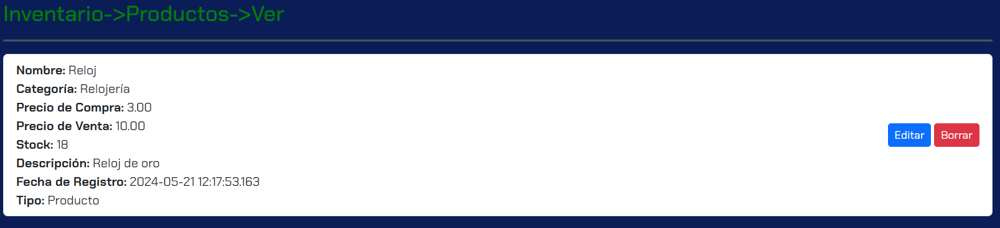 Inventario->Productos->Ver
Nombre: Reloj
Categoría: Relojería
Precio de Compra: 3.00
Precio de Venta: 10.00
Stock: 18
Descripción: Reloj de oro
Fecha de Registro: 2024-05-21 12:17:53.163
Tipo: Producto
Editar Borrar